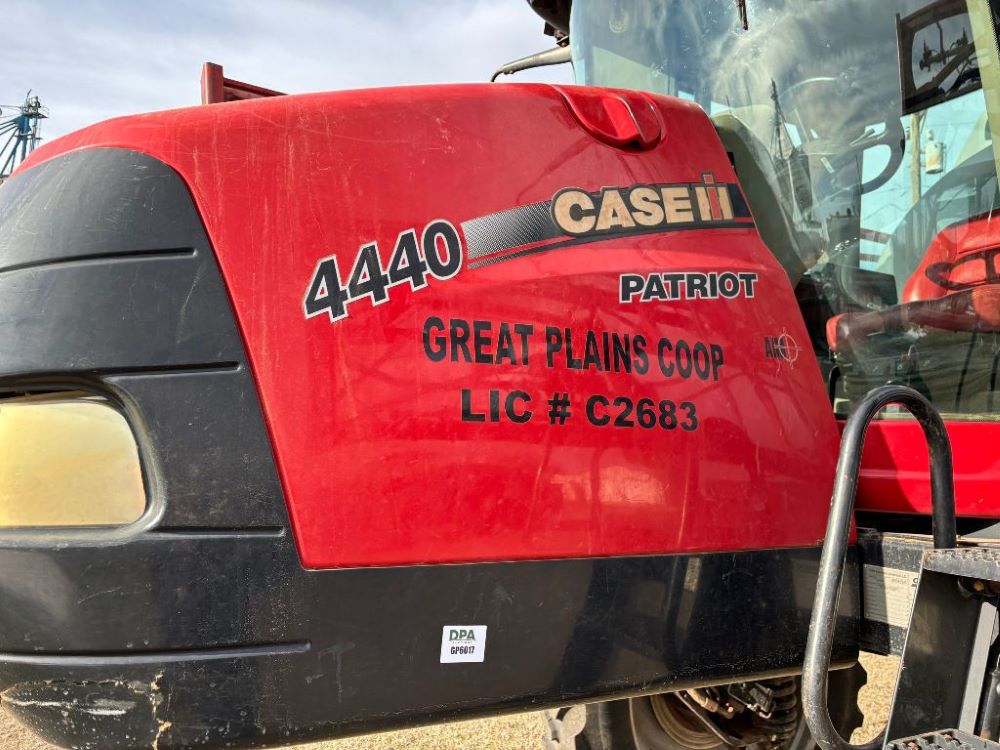 CASE IH
4440
PATRIOT
GREAT PLAINS COOP
LIC # C2683
DPA
GP6017